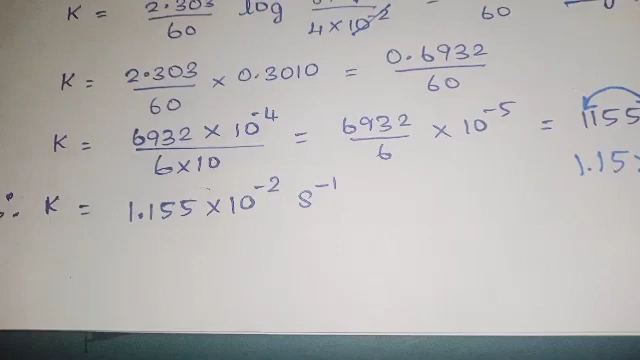 K = 2.303/60 log /4×10⁻² = 60
K = 2.303/60 × 0.3010 = 0.6932/60
K = 6932 × 10⁻⁴/6×10 = 6932/6 × 10⁻⁵ = 1155
1.15
∴ K = 1.155 × 10⁻² s⁻¹